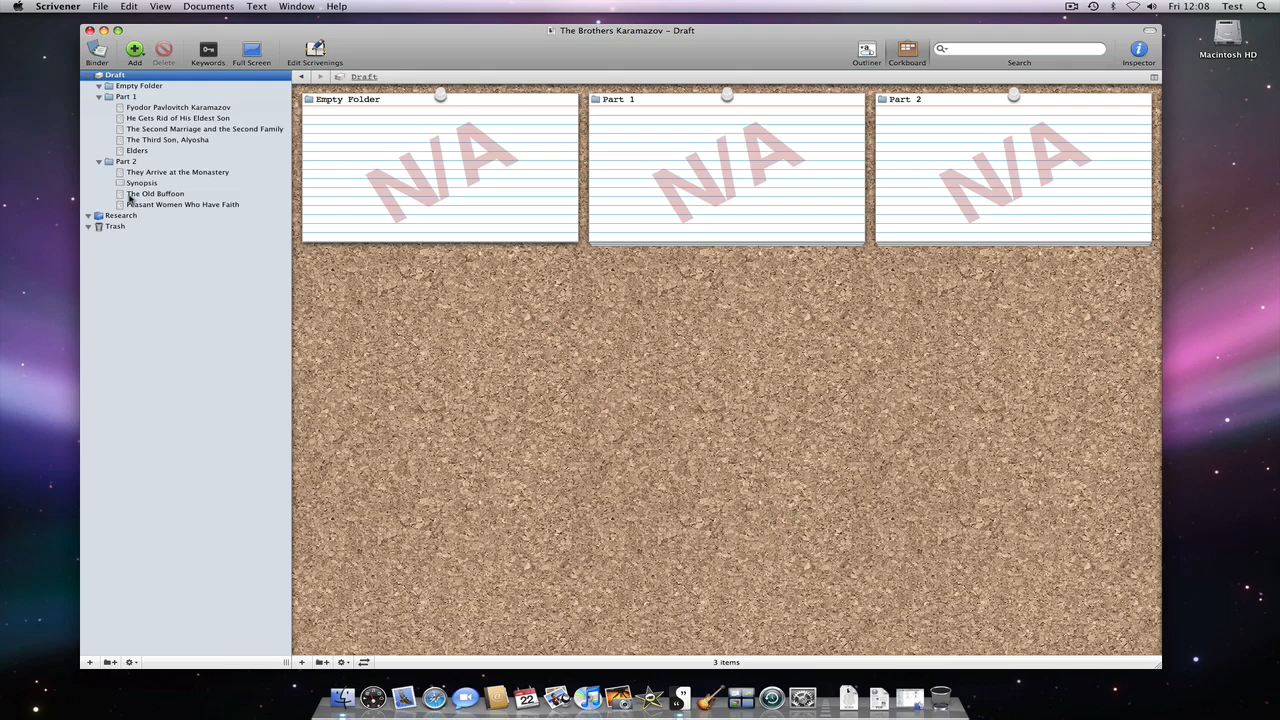 Scrivener File Edit View Documents Text Window Help Fri 12:08 Test
The Brothers Karamazov – Draft
Binder Add Delete Keywords Full Screen Edit Scrivenings Outliner Corkboard Search Inspector
Draft
Empty Folder
Part 1
Fyodor Pavlovitch Karamazov
He Gets Rid of His Eldest Son
The Second Marriage and the Second Family
The Third Son, Alyosha
Elders
Part 2
They Arrive at the Monastery
Synopsis
The Old Buffoon
Peasant Women Who Have Faith
Research
Trash
Draft
Empty Folder
N/A
Part 1
N/A
Part 2
N/A
3 items
Macintosh HD
22